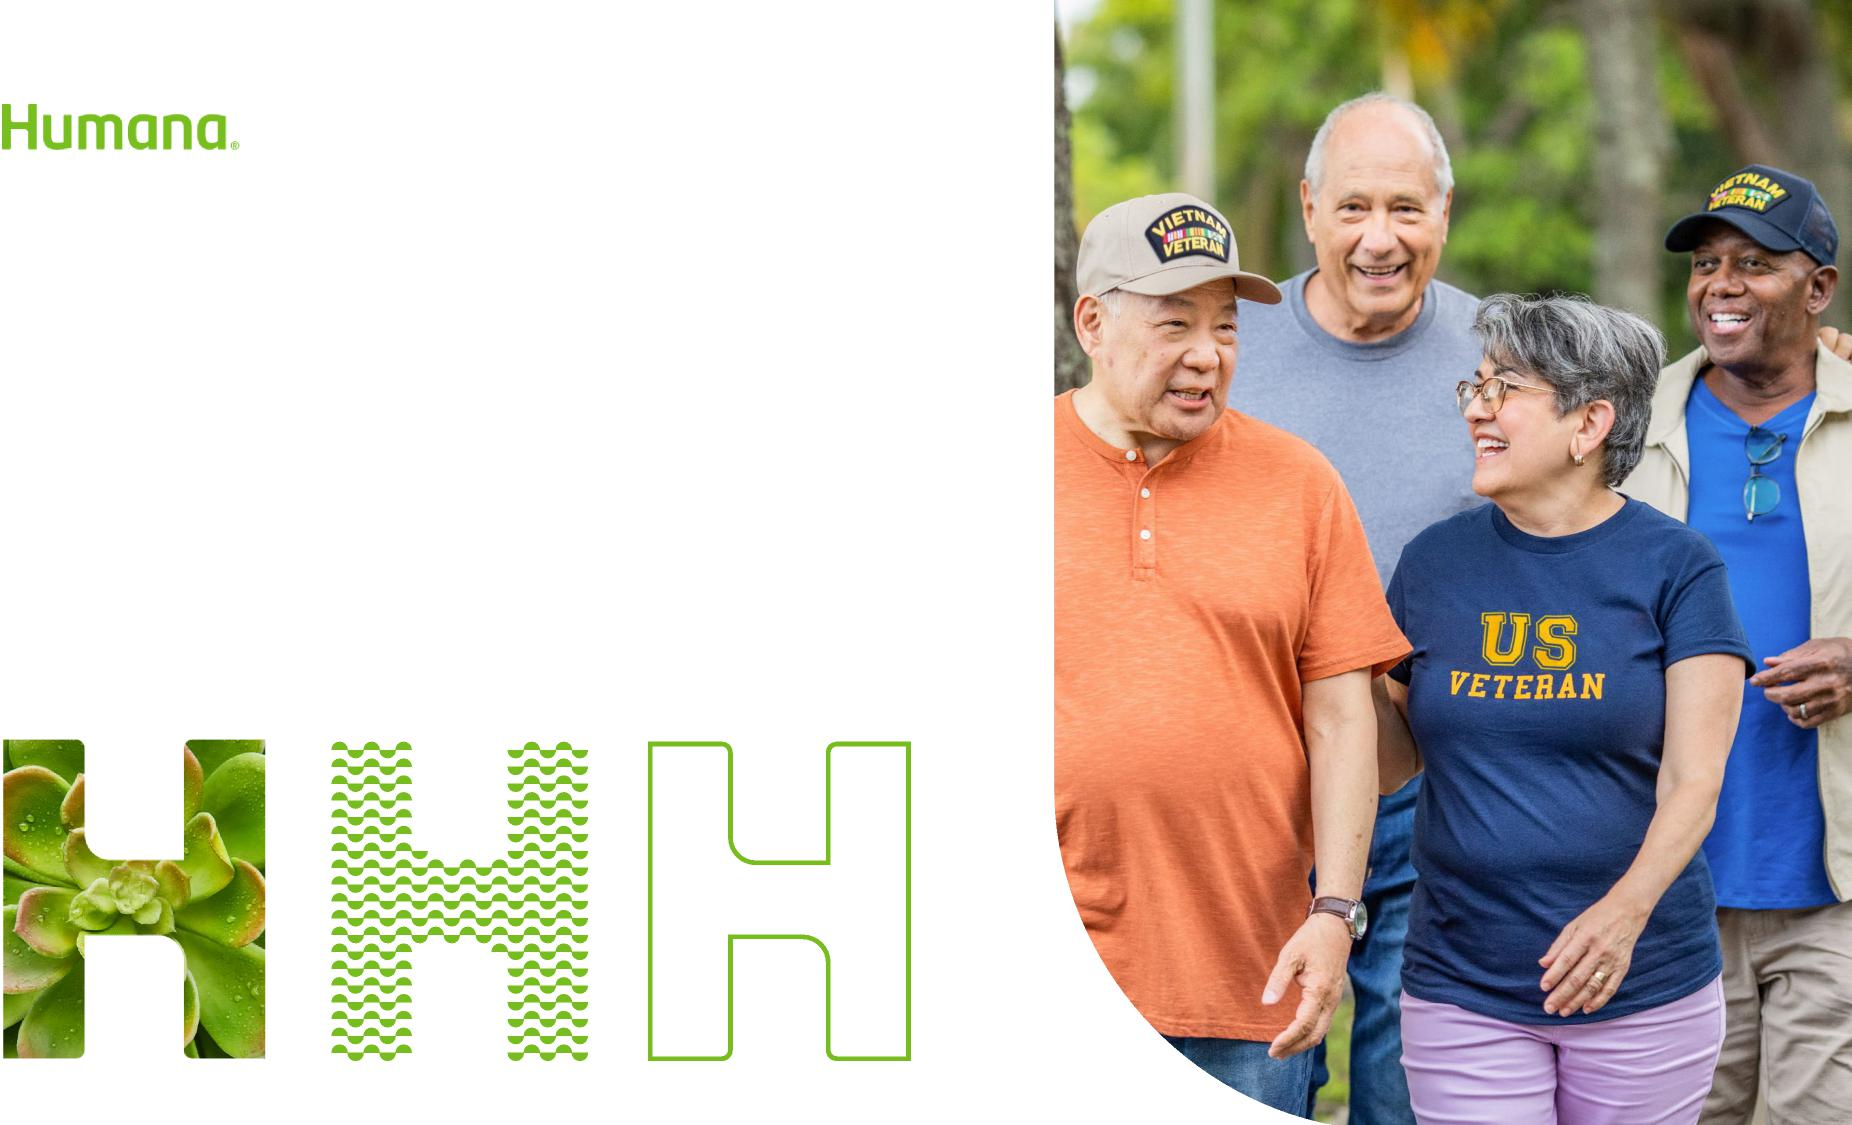 Humana®
VIETNAM
VETERAN
VIETNAM
VETERAN
US
VETERAN
H H H